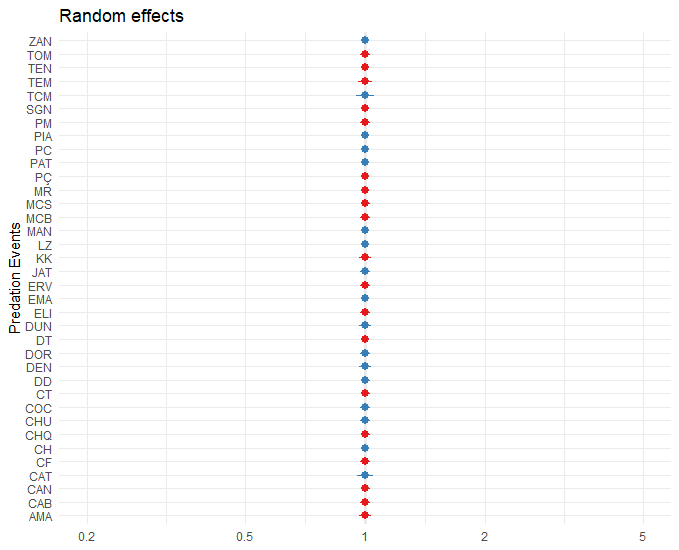 Random effects
Predation Events
ZAN
TOM
TEN
TEM
TCM
SGN
PM
PIA
PC
PAT
PÇ
MR
MCS
MCB
MAN
LZ
KK
JAT
ERV
EMA
ELI
DUN
DT
DOR
DEN
DD
CT
COC
CHU
CHQ
CH
CF
CAT
CAN
CAB
AMA
0.2 0.5 1 2 5